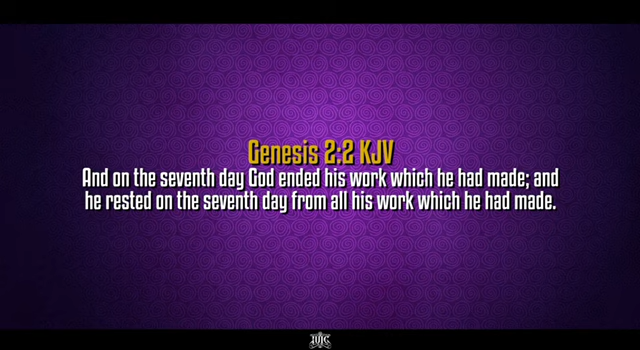 Genesis 2:2 KJV
And on the seventh day God ended his work which he had made; and
he rested on the seventh day from all his work which he had made.
IUIC